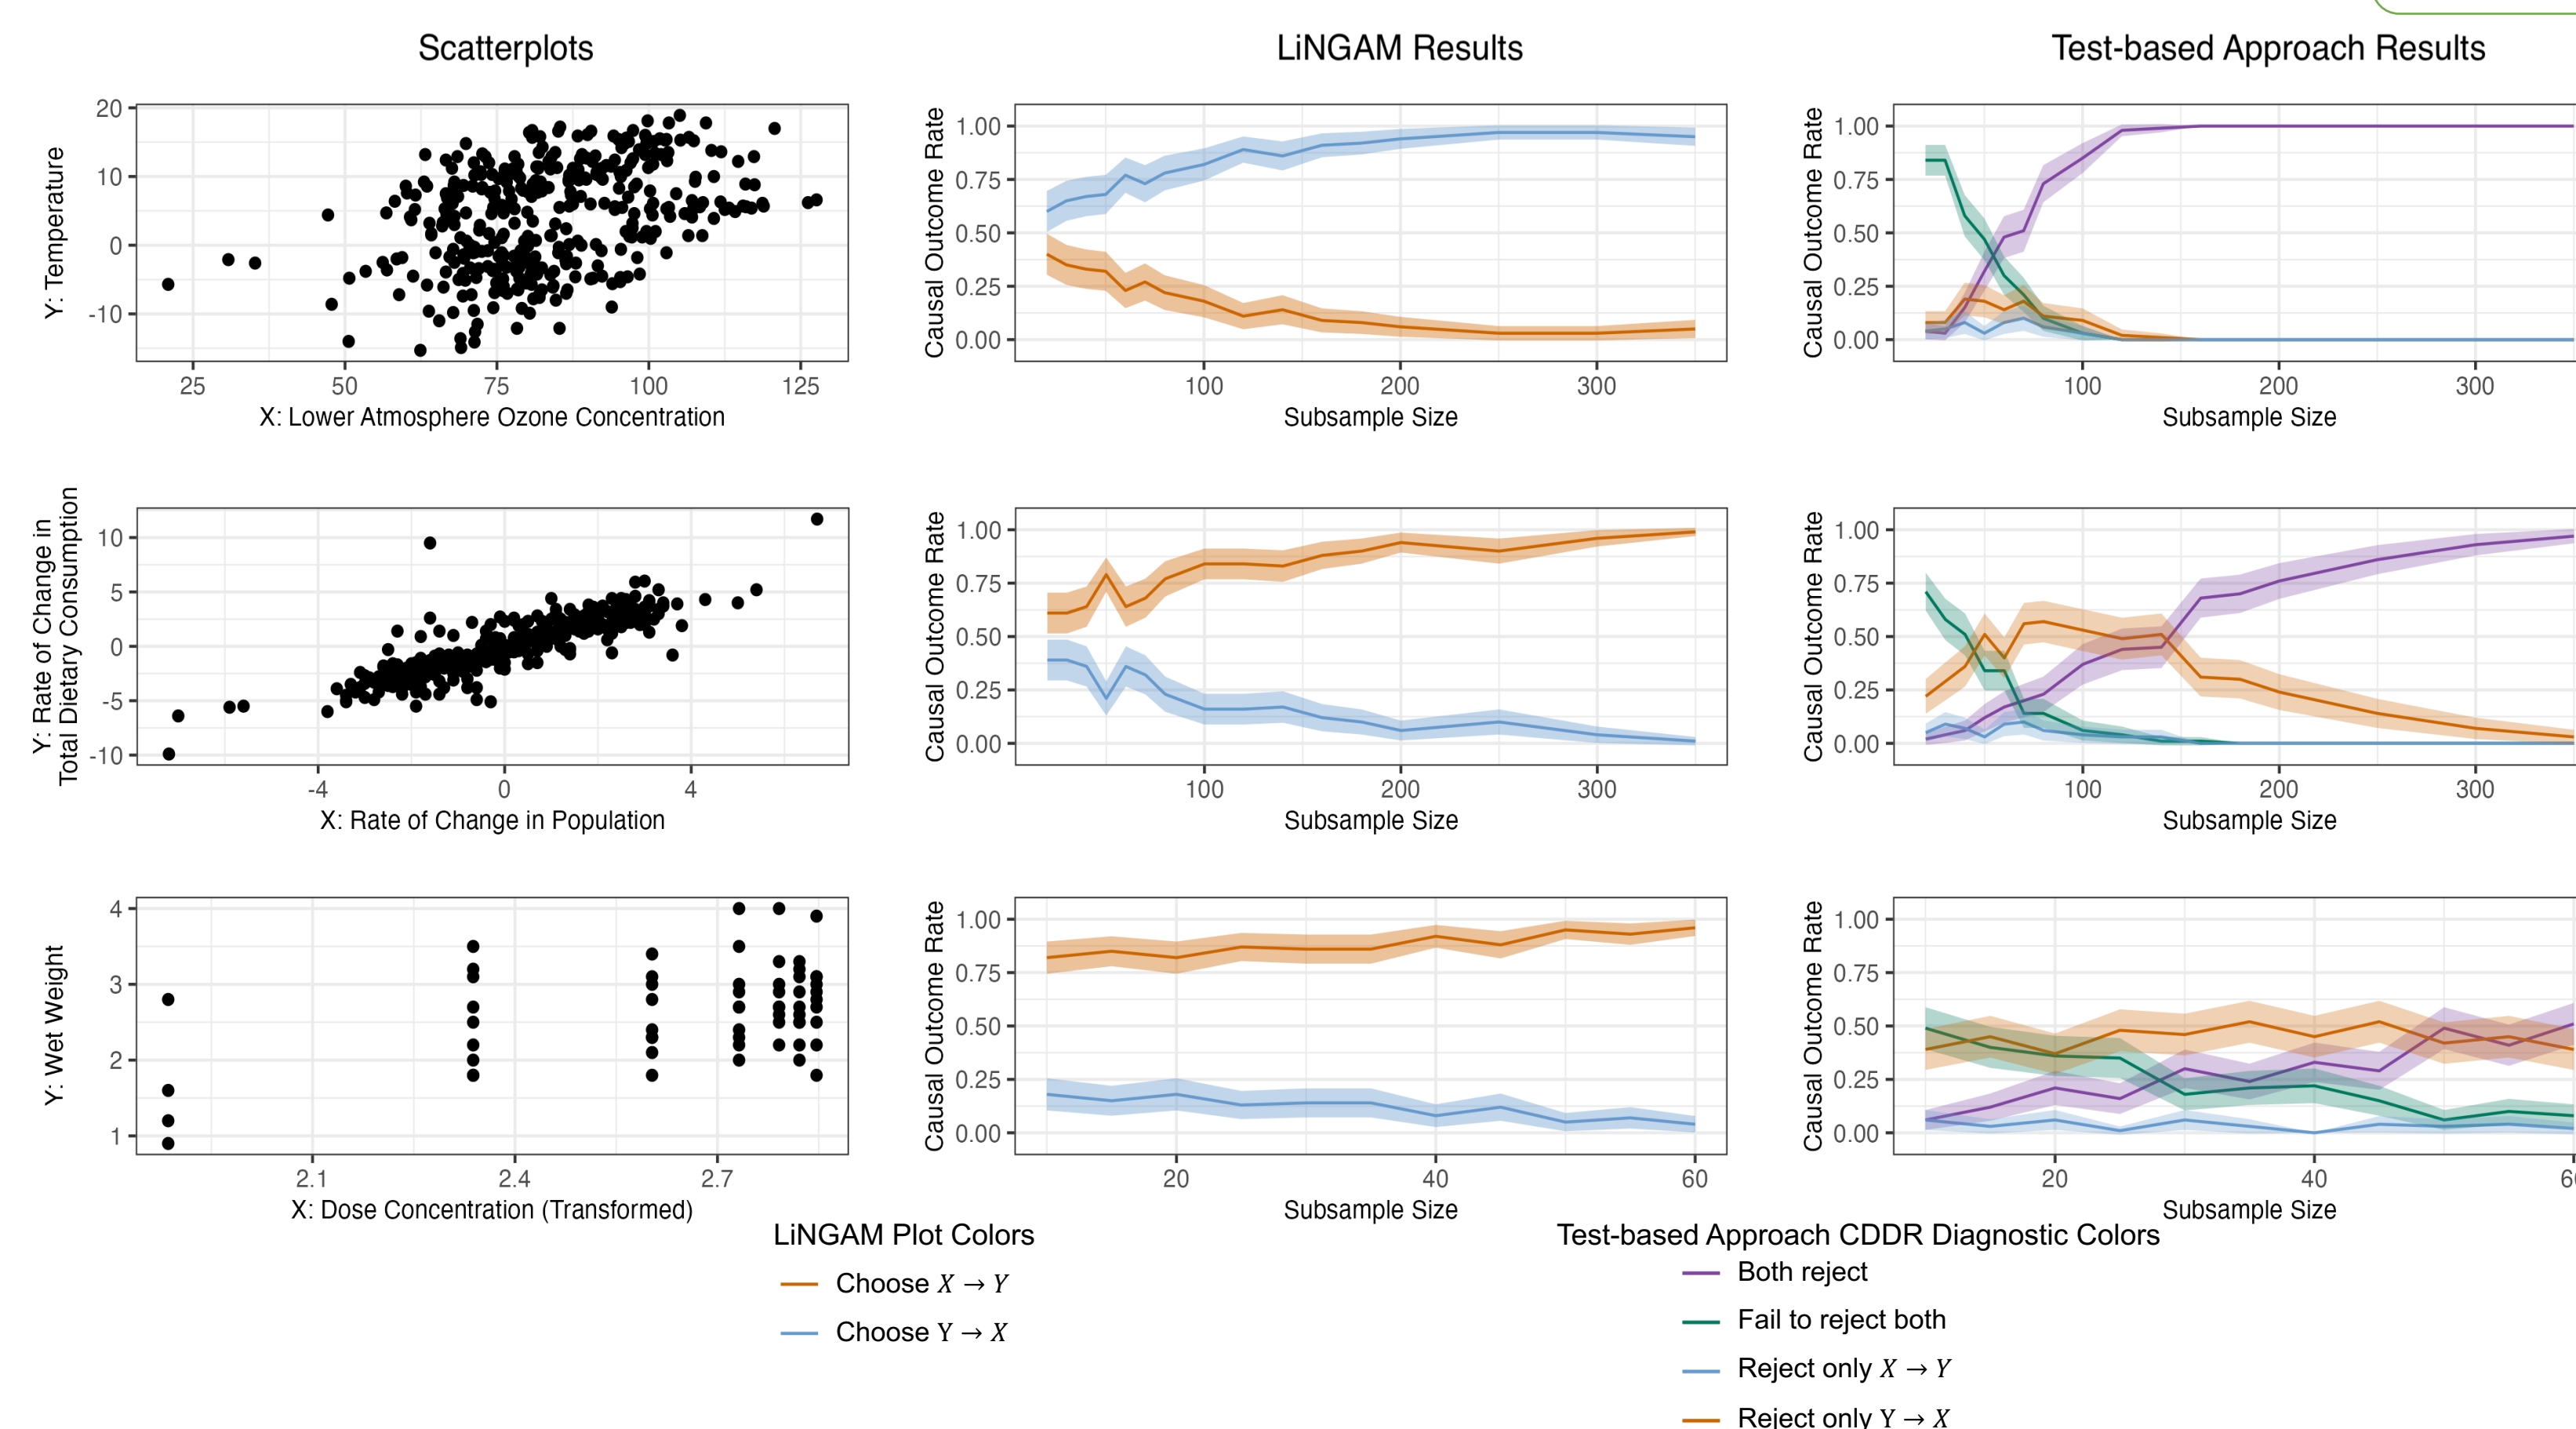 Scatterplots
LiNGAM Results
Test-based Approach Results
Y: Temperature
20
10
0
-10
25 50 75 100 125
X: Lower Atmosphere Ozone Concentration
Causal Outcome Rate
1.00
0.75
0.50
0.25
0.00
100 200 300
Subsample Size
Causal Outcome Rate
1.00
0.75
0.50
0.25
0.00
100 200 300
Subsample Size
Y: Rate of Change in
Total Dietary Consumption
10
5
0
-5
-10
-4 0 4
X: Rate of Change in Population
Causal Outcome Rate
1.00
0.75
0.50
0.25
0.00
100 200 300
Subsample Size
Causal Outcome Rate
1.00
0.75
0.50
0.25
0.00
100 200 300
Subsample Size
Y: Wet Weight
4
3
2
1
2.1 2.4 2.7
X: Dose Concentration (Transformed)
Causal Outcome Rate
1.00
0.75
0.50
0.25
0.00
20 40 60
Subsample Size
Causal Outcome Rate
1.00
0.75
0.50
0.25
0.00
20 40
Subsample Size
LiNGAM Plot Colors
Choose X → Y
Choose Y → X
Test-based Approach CDDR Diagnostic Colors
Both reject
Fail to reject both
Reject only X → Y
Reject only Y → X